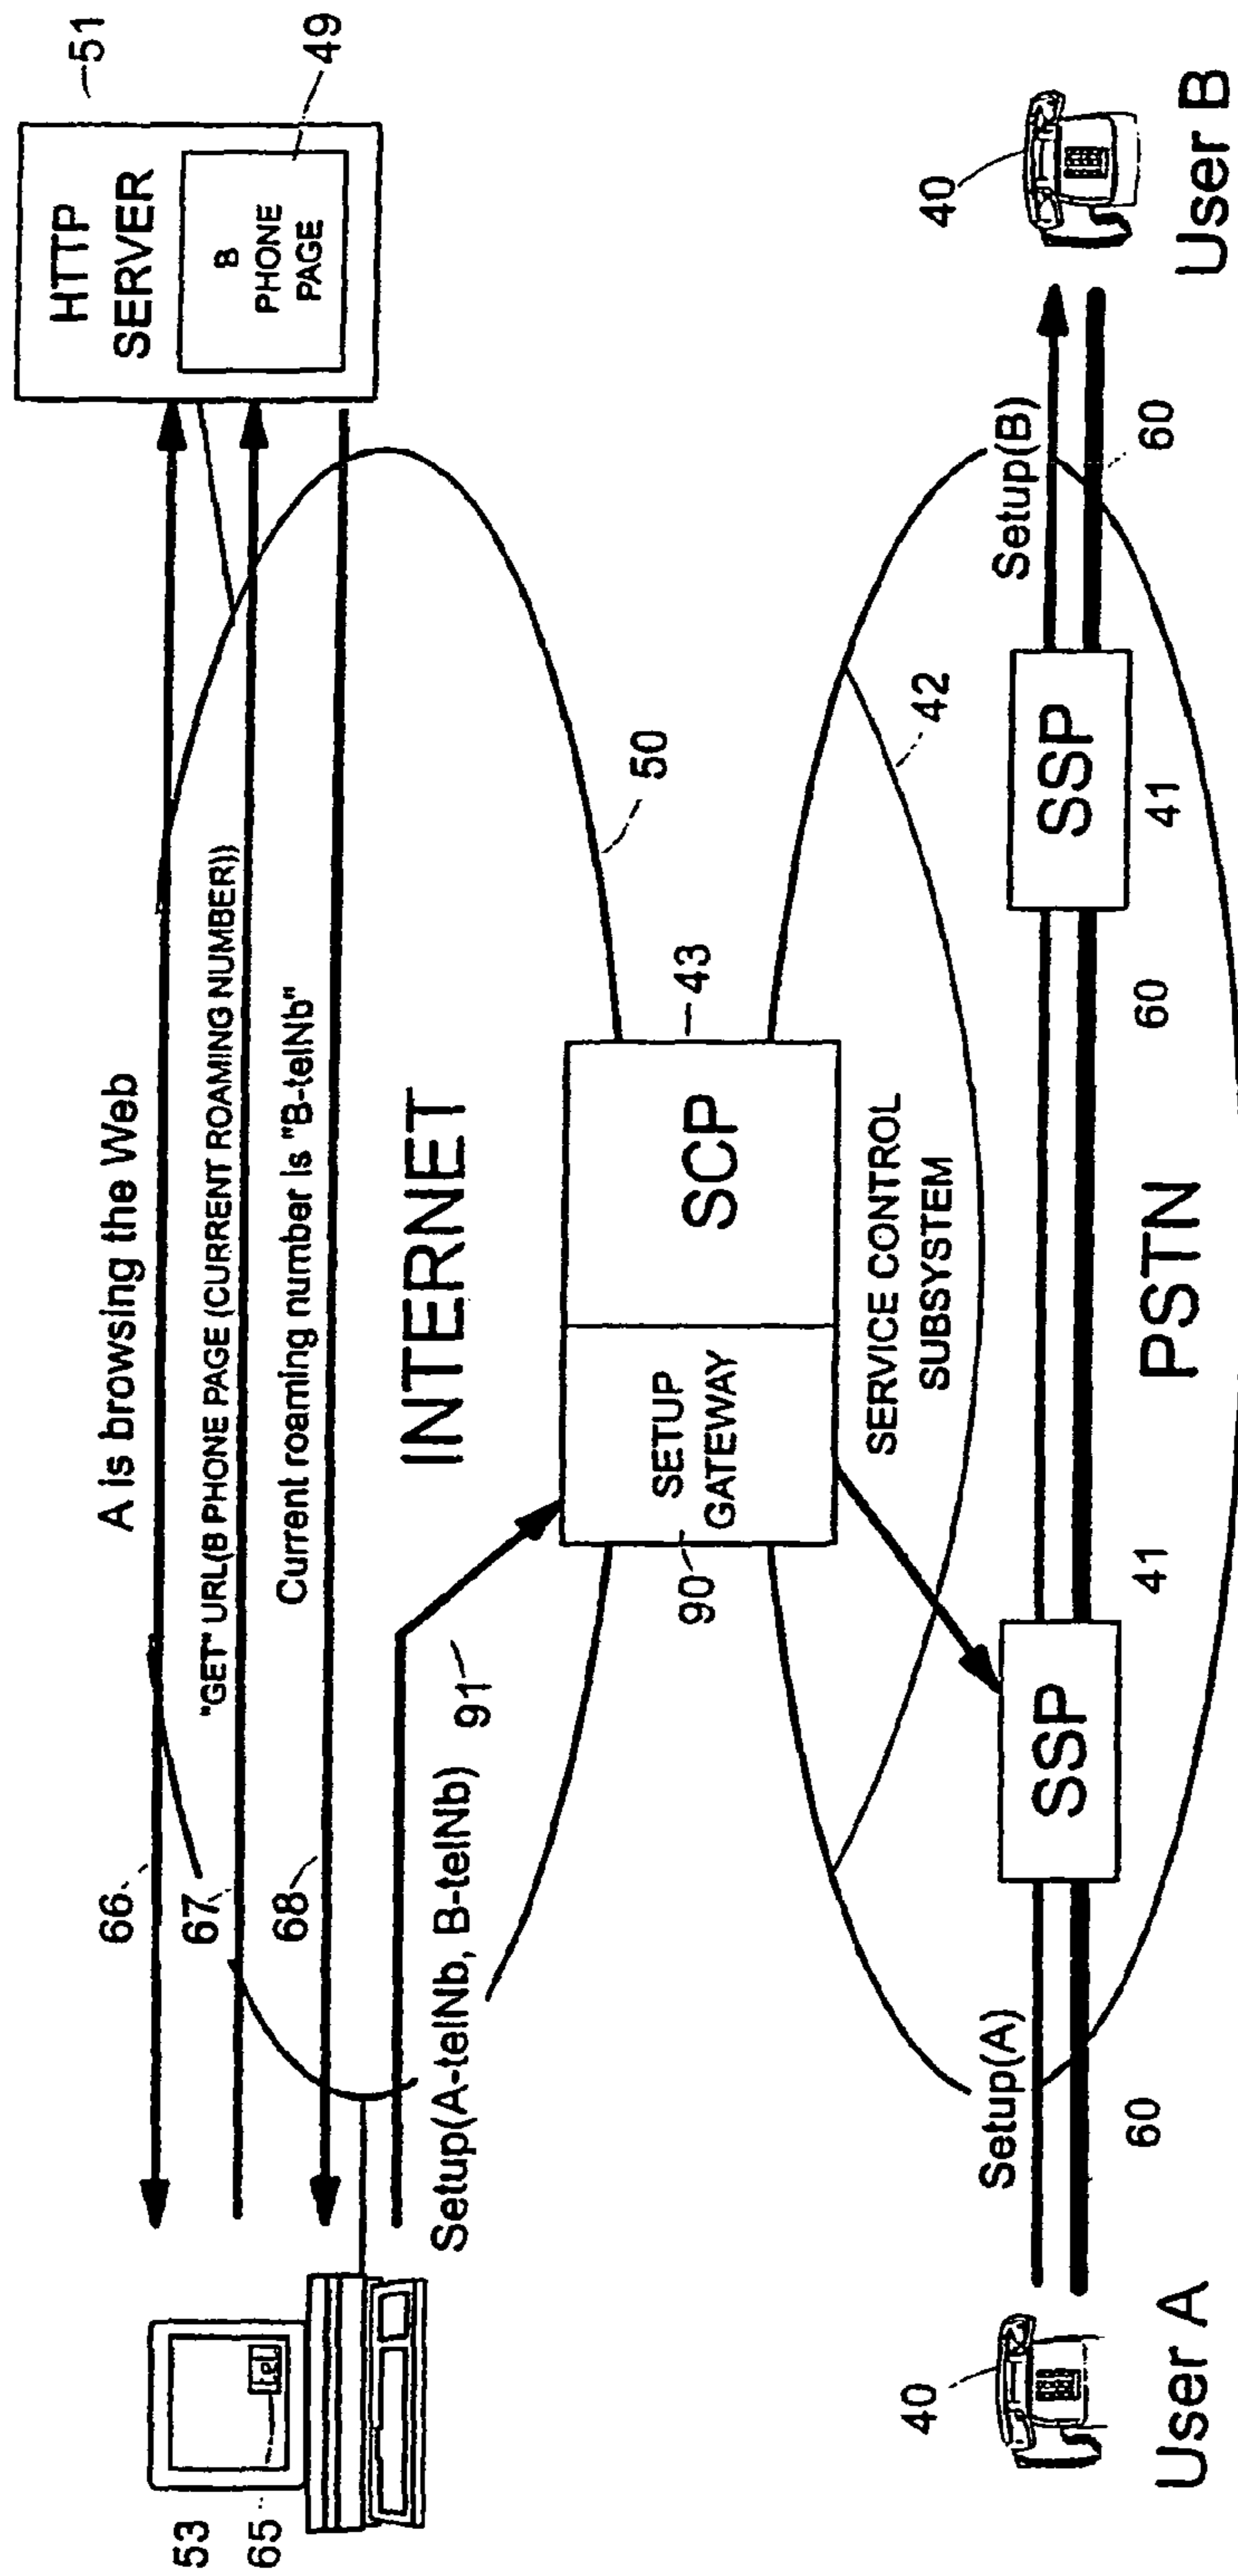 A is browsing the Web
51
HTTP
SERVER
B
PHONE
PAGE
49
66
"GET" URL(B PHONE PAGE (CURRENT ROAMING NUMBER))
67
Current roaming number is "B-telNb"
68
53
65
tel
INTERNET
50
91
Setup(A-telNb, B-telNb)
SETUP
GATEWAY
SCP
43
90
SERVICE CONTROL
SUBSYSTEM
42
40
Setup(A)
SSP
SSP
Setup(B)
40
60
41
60
41
60
User A
PSTN
User B